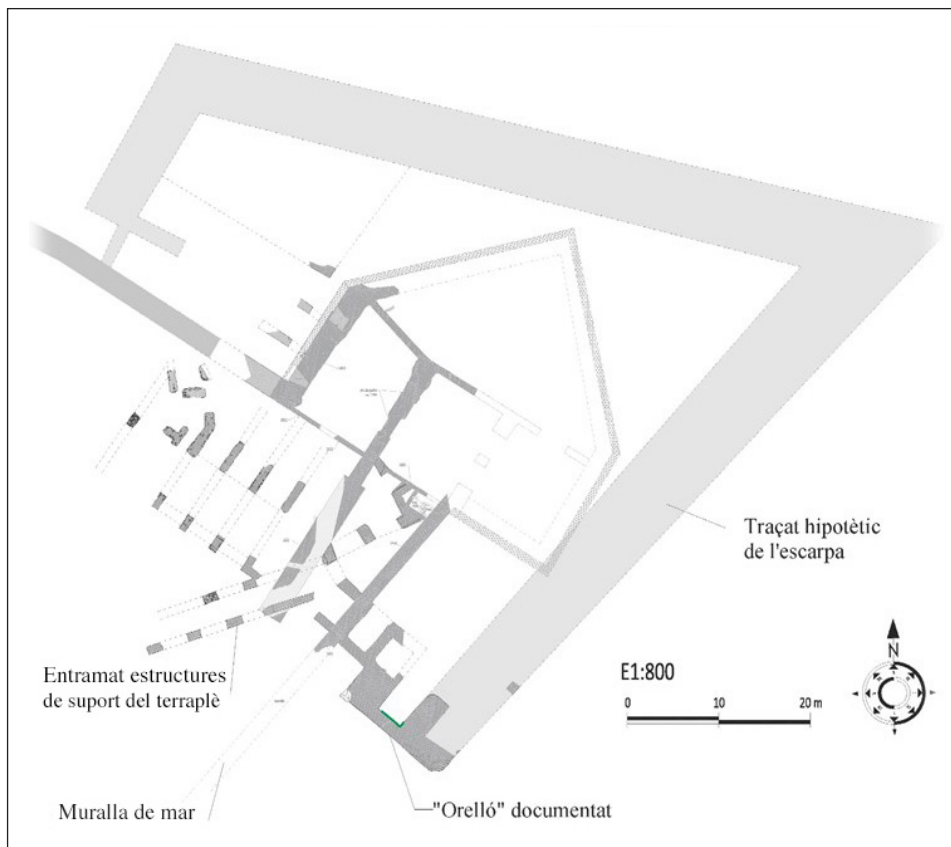 Traçat hipotètic
de l'escarpa
Entramat estructures
de suport del terraplè
E1:800
N
0 10 20 m
Muralla de mar
"Orelló" documentat